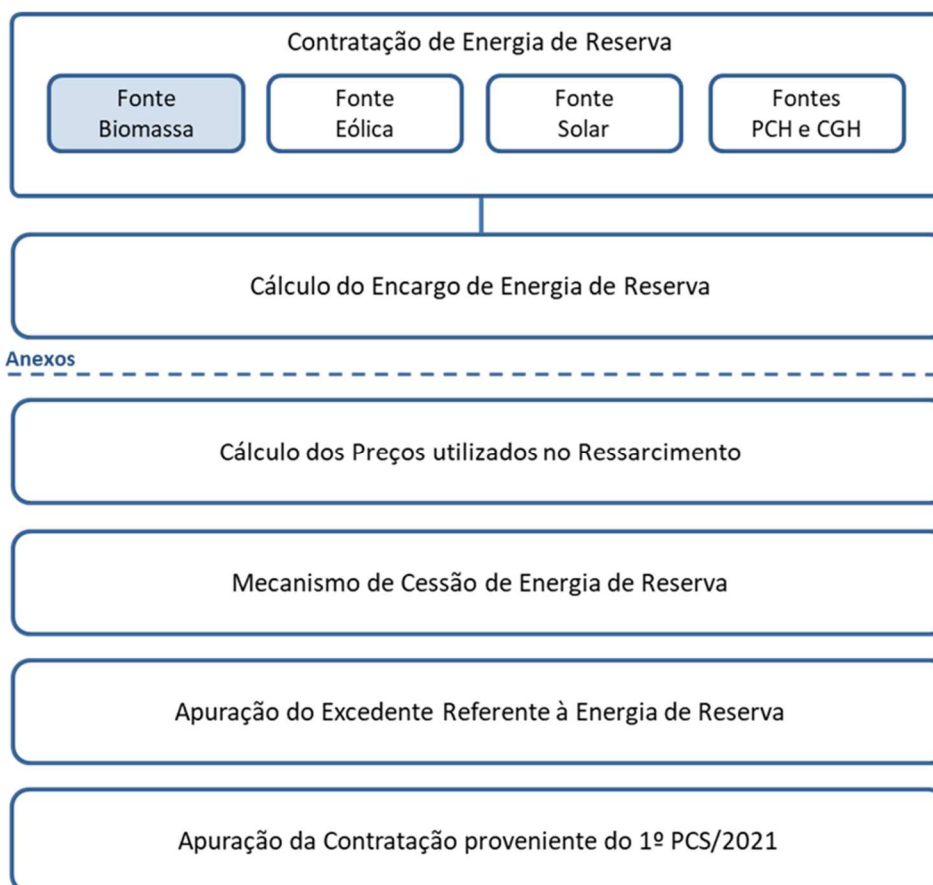 Contratação de Energia de Reserva
Fonte
Biomassa
Fonte
Eólica
Fonte
Solar
Fontes
PCH e CGH
Cálculo do Encargo de Energia de Reserva
Anexos
Cálculo dos Preços utilizados no Ressarcimento
Mecanismo de Cessão de Energia de Reserva
Apuração do Excedente Referente à Energia de Reserva
Apuração da Contratação proveniente do 1º PCS/2021